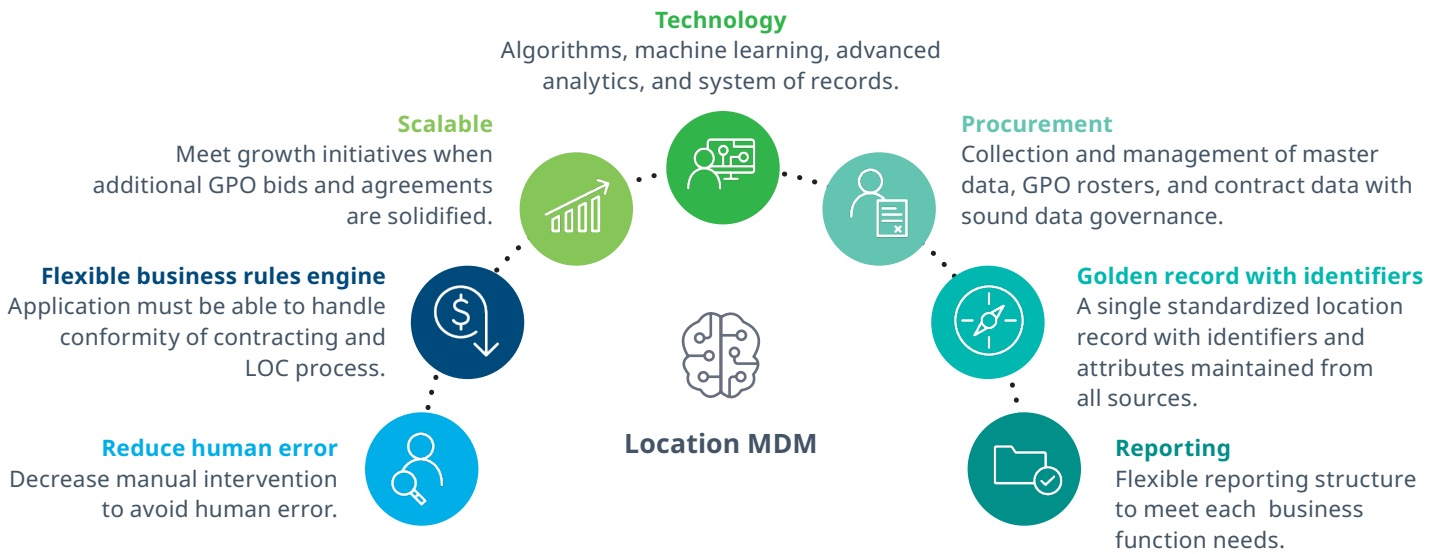 Technology
Algorithms, machine learning, advanced
analytics, and system of records.
Scalable
Meet growth initiatives when
additional GPO bids and agreements
are solidified.
Procurement
Collection and management of master
data, GPO rosters, and contract data with
sound data governance.
Flexible business rules engine
Application must be able to handle
conformity of contracting and
LOC process.
Golden record with identifiers
A single standardized location
record with identifiers and
attributes maintained from
all sources.
Location MDM
Reduce human error
Decrease manual intervention
to avoid human error.
Reporting
Flexible reporting structure
to meet each business
function needs.